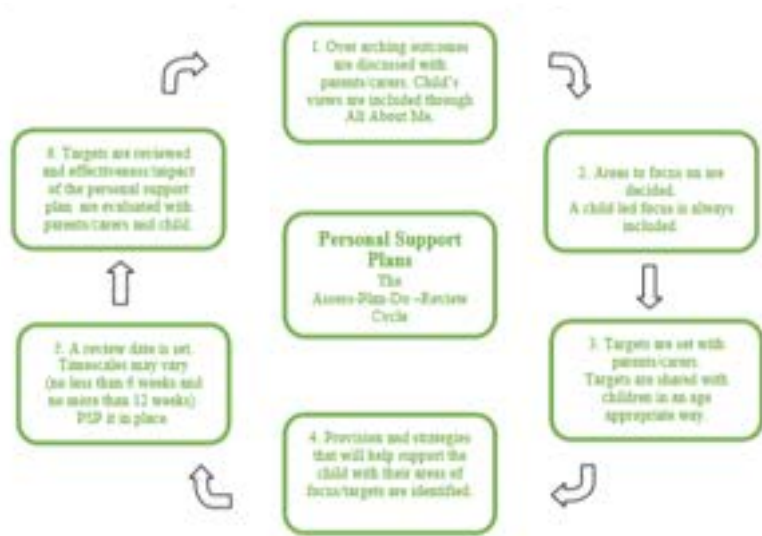 1. Over arching outcomes
are discussed with
parents/carers. Child's
views are included through
All About Me.
2. Areas to focus on are
decided.
A child led focus is always
included
3. Targets are set with
parents/carers
Targets are shared with
children in an age
appropriate way.
4. Provision and strategies
that will help support the
child with their areas of
focus/targets are identified.
5. A review date is set.
Timescales may vary
(no less than 6 weeks and
no more than 12 weeks)
PSP it in place
6. Targets are reviewed
and effectiveness/impact
of the personal support
plan are evaluated with
parents/carers and child.
Personal Support
Plans
The
Assess-Plan-Do-Review
Cycle